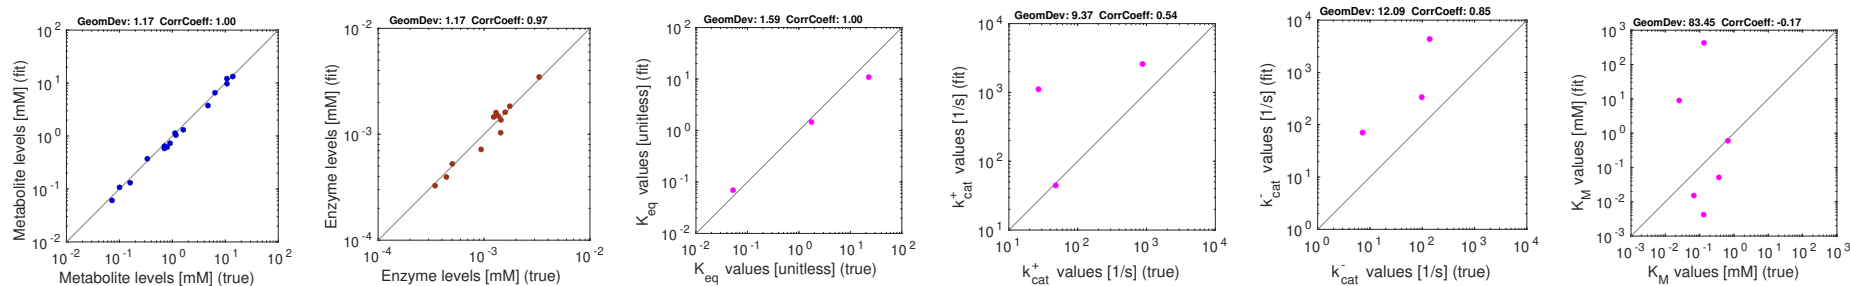 GeomDev: 1.17 CorrCoeff: 1.00
10^2
10^1
10^0
10^-1
10^-2
Metabolite levels [mM] (fit)
10^-2 10^-1 10^0 10^1 10^2
Metabolite levels [mM] (true)
GeomDev: 1.17 CorrCoeff: 0.97
10^-2
10^-3
10^-4
Enzyme levels [mM] (fit)
10^-4 10^-3 10^-2
Enzyme levels [mM] (true)
GeomDev: 1.59 CorrCoeff: 1.00
10^2
10^1
10^0
10^-1
10^-2
K_eq values [unitless] (fit)
10^-2 10^-1 10^0 10^1 10^2
K_eq values [unitless] (true)
GeomDev: 9.37 CorrCoeff: 0.54
10^4
10^3
10^2
10^1
k^+_cat values [1/s] (fit)
10^1 10^2 10^3 10^4
k^+_cat values [1/s] (true)
GeomDev: 12.09 CorrCoeff: 0.85
10^4
10^3
10^2
10^1
10^0
k^-_cat values [1/s] (fit)
10^0 10^1 10^2 10^3 10^4
k^-_cat values [1/s] (true)
GeomDev: 83.45 CorrCoeff: -0.17
10^3
10^2
10^1
10^0
10^-1
10^-2
10^-3
K_M values [mM] (fit)
10^-3 10^-2 10^-1 10^0 10^1 10^2 10^3
K_M values [mM] (true)